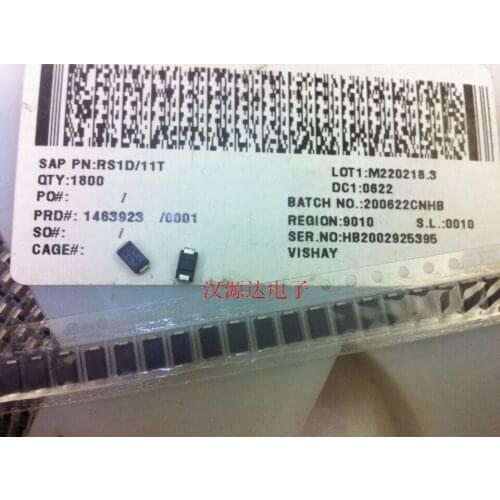 SAP PN:RS1D/11T
QTY:1800
PO#: /
PRD#: 1463923 /0001
SO#: /
CAGE#:
LOT1:M220218.3
DC1:0622
BATCH NO.:200622CNHB
REGION:9010 S.L.:0010
SER.NO:HB2002925395
VISHAY
汉源达电子